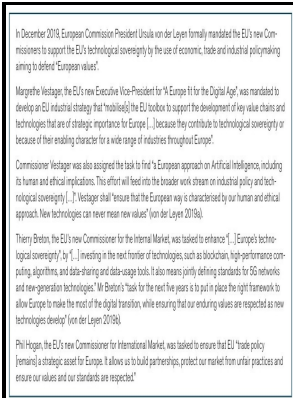 In December 2019, European Commission President Ursula von der Leyen formally mandated the EU's new Com-
missioners to support the EU's technological sovereignty by the use of economic, trade and industrial policymaking
aiming to defend "European values".
Margrethe Vestager, the EU's new Executive Vice-President for "A Europe fit for the Digital Age", was mandated to
develop an EU industrial strategy that "mobilise[s] the EU toolbox to support the development of key value chains and
technologies that are of strategic importance for Europe [...] because they contribute to technological sovereignty or
because of their enabling character for a wide range of industries throughout Europe".
Commissioner Vestager was also assigned the task to find "a European approach on Artificial Intelligence, including
its human and ethical implications. This effort will feed into the broader work stream on industrial policy and tech-
nological sovereignty [...]". Vestager shall "ensure that the European way is characterised by our human and ethical
approach. New technologies can never mean new values" (von der Leyen 2019a).
Thierry Breton, the EU's new Commissioner for the Internal Market, was tasked to enhance "[...] Europe's techno-
logical sovereignty", by "[...] investing in the next frontier of technologies, such as blockchain, high-performance com-
puting, algorithms, and data-sharing and data-usage tools. It also means jointly defining standards for 5G networks
and new-generation technologies." Mr Breton's "task for the next five years is to put in place the right framework to
allow Europe to make the most of the digital transition, while ensuring that our enduring values are respected as new
technologies develop" (von der Leyen 2019b).
Phil Hogan, the EU's new Commissioner for International Market, was tasked to ensure that EU "trade policy
[remains] a strategic asset for Europe. It allows us to build partnerships, protect our market from unfair practices and
ensure our values and our standards are respected."